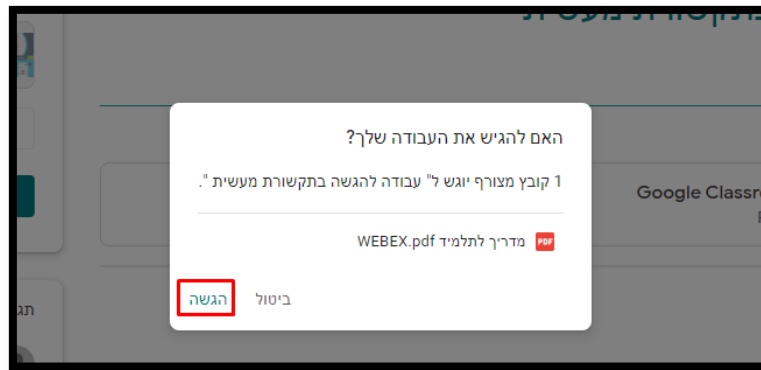 האם להגיש את העבודה שלך?
1 קובץ מצורף יוגש ל" עבודה להגשה בתקשורת מעשית ".
PDF מדריך לתלמיד WEBEX.pdf
ביטול הגשה
Google